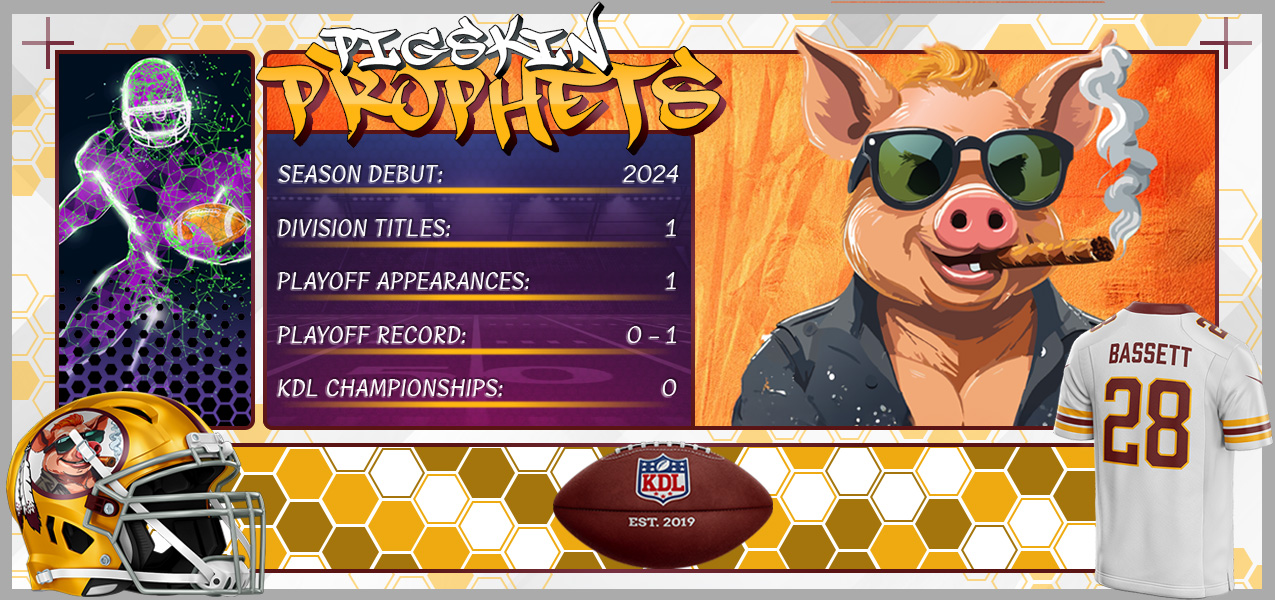 PIGSKIN
PROPHETS
SEASON DEBUT: 2024
DIVISION TITLES: 1
PLAYOFF APPEARANCES: 1
PLAYOFF RECORD: 0 - 1
KDL CHAMPIONSHIPS: 0
BASSETT
28
28
KDL
EST. 2019